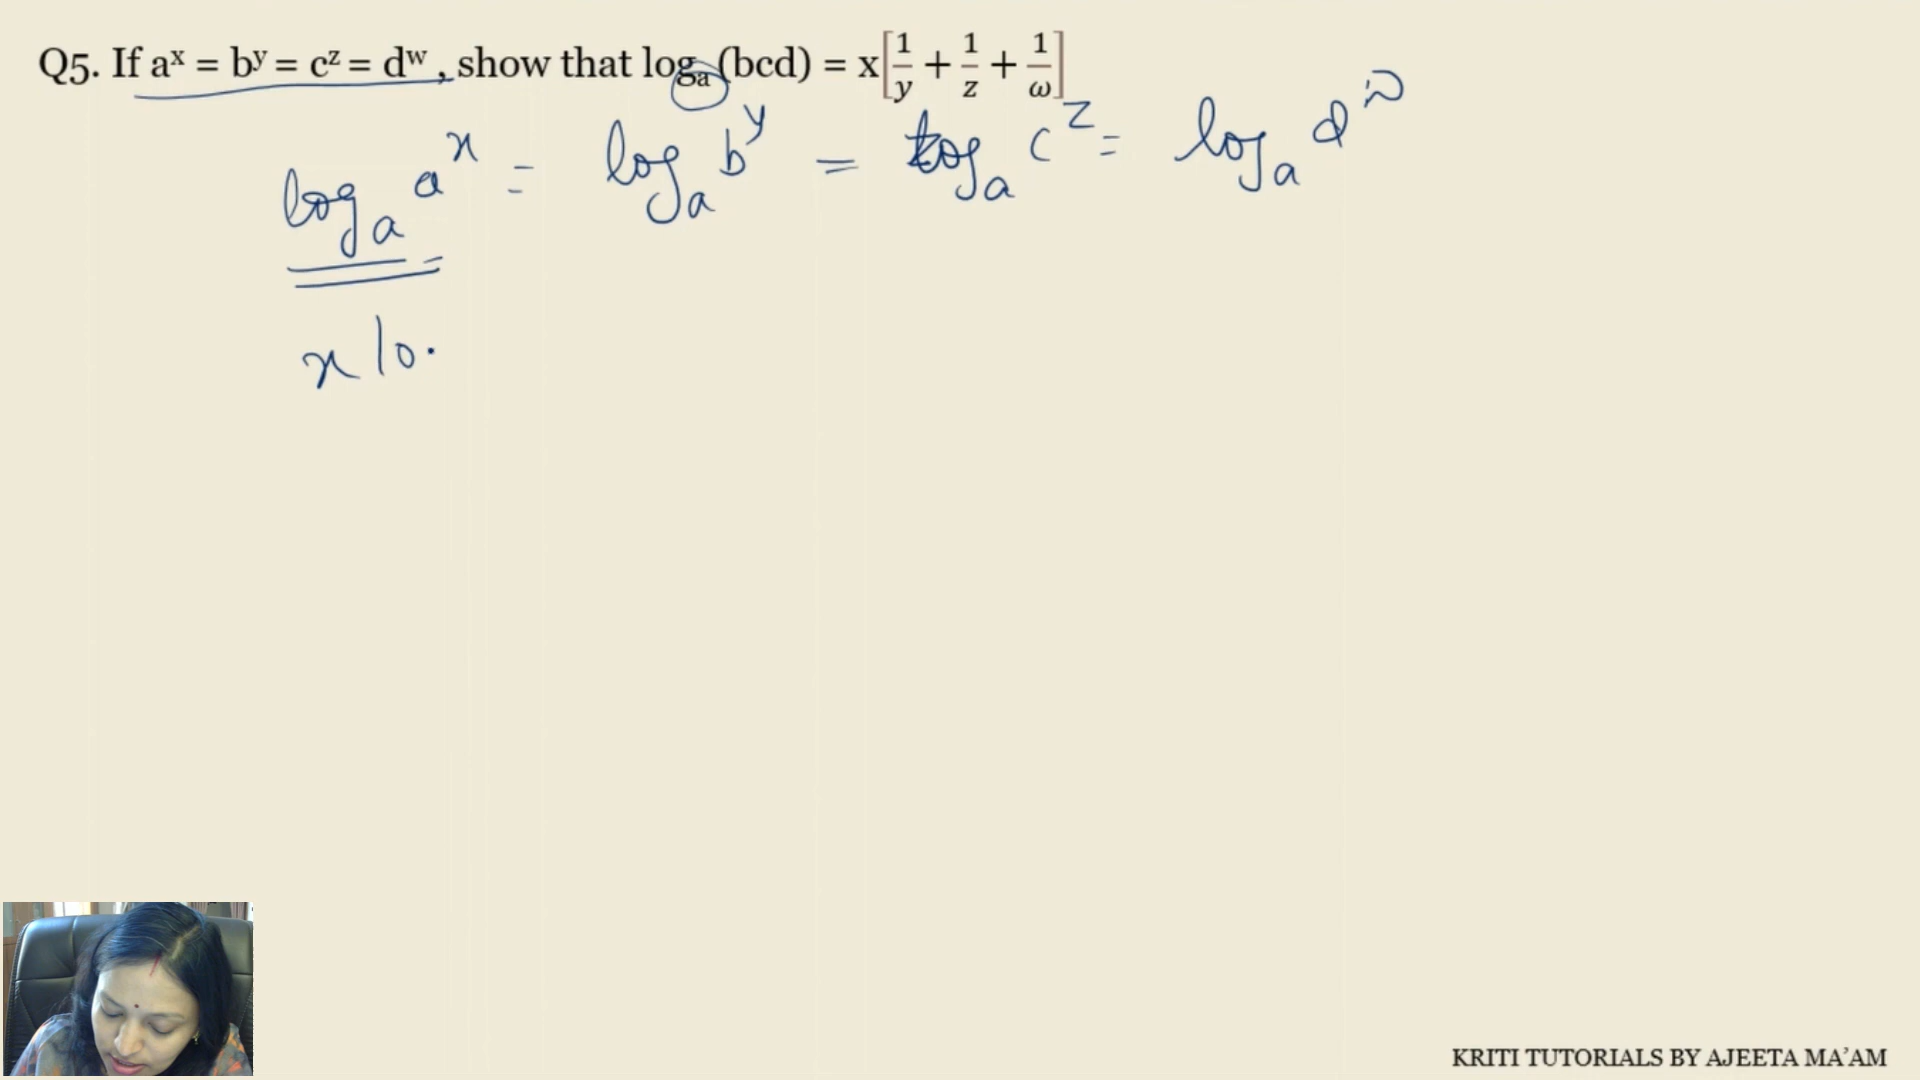 Q5. If aˣ = bʸ = cᶻ = dʷ , show that logₐ (bcd) = x[1/y + 1/z + 1/ω]
logₐ aˣ = logₐ bʸ = logₐ cᶻ = logₐ dʷ
x lo.
KRITI TUTORIALS BY AJEETA MA’AM